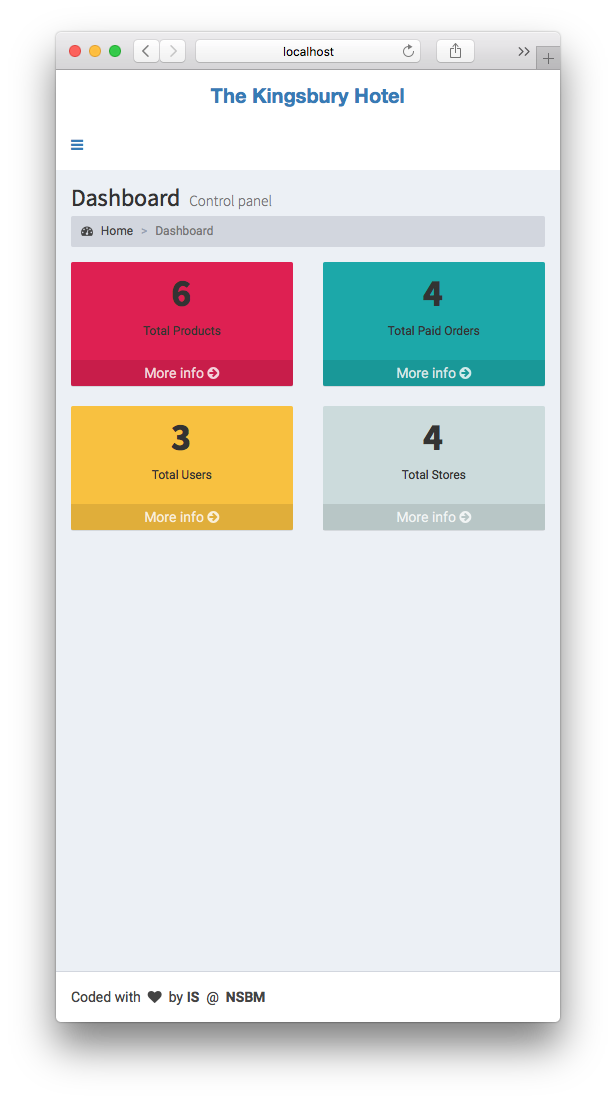 localhost
The Kingsbury Hotel
Dashboard Control panel
Home > Dashboard
6
Total Products
More info
4
Total Paid Orders
More info
3
Total Users
More info
4
Total Stores
More info
Coded with ♥ by IS @ NSBM